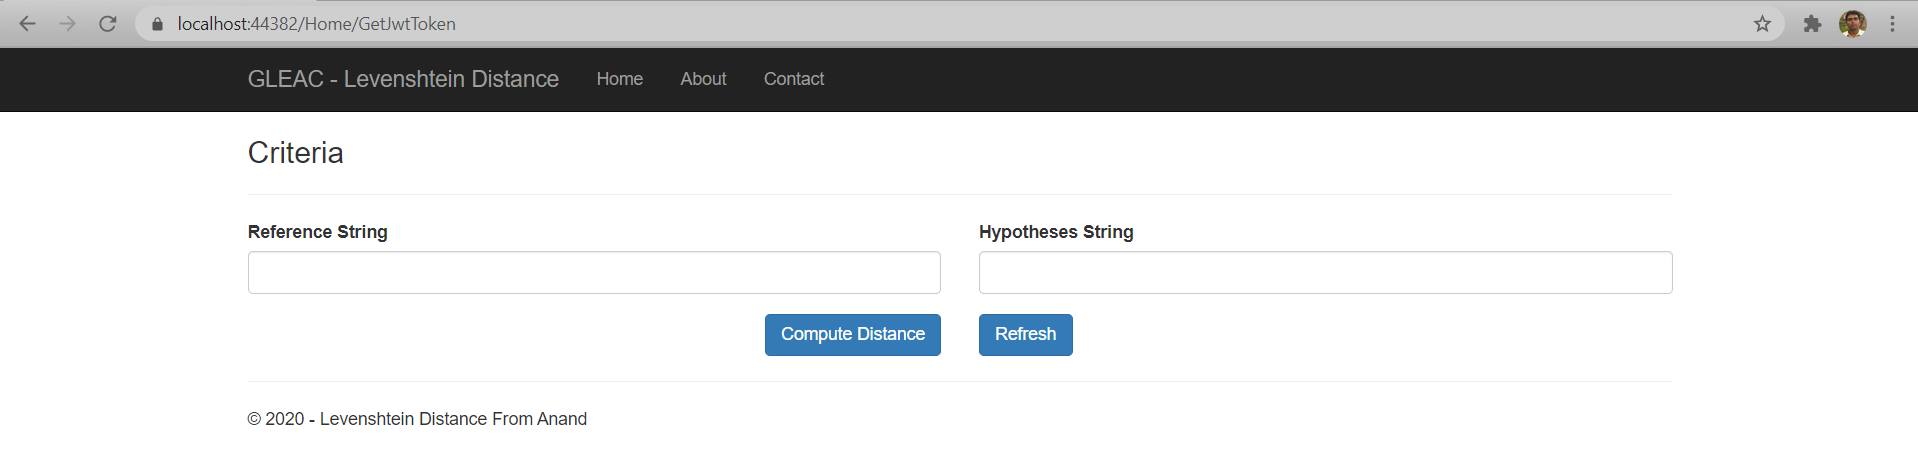 localhost:44382/Home/GetJwtToken
GLEAC - Levenshtein Distance Home About Contact
Criteria
Reference String Hypotheses String
Compute Distance Refresh
© 2020 - Levenshtein Distance From Anand